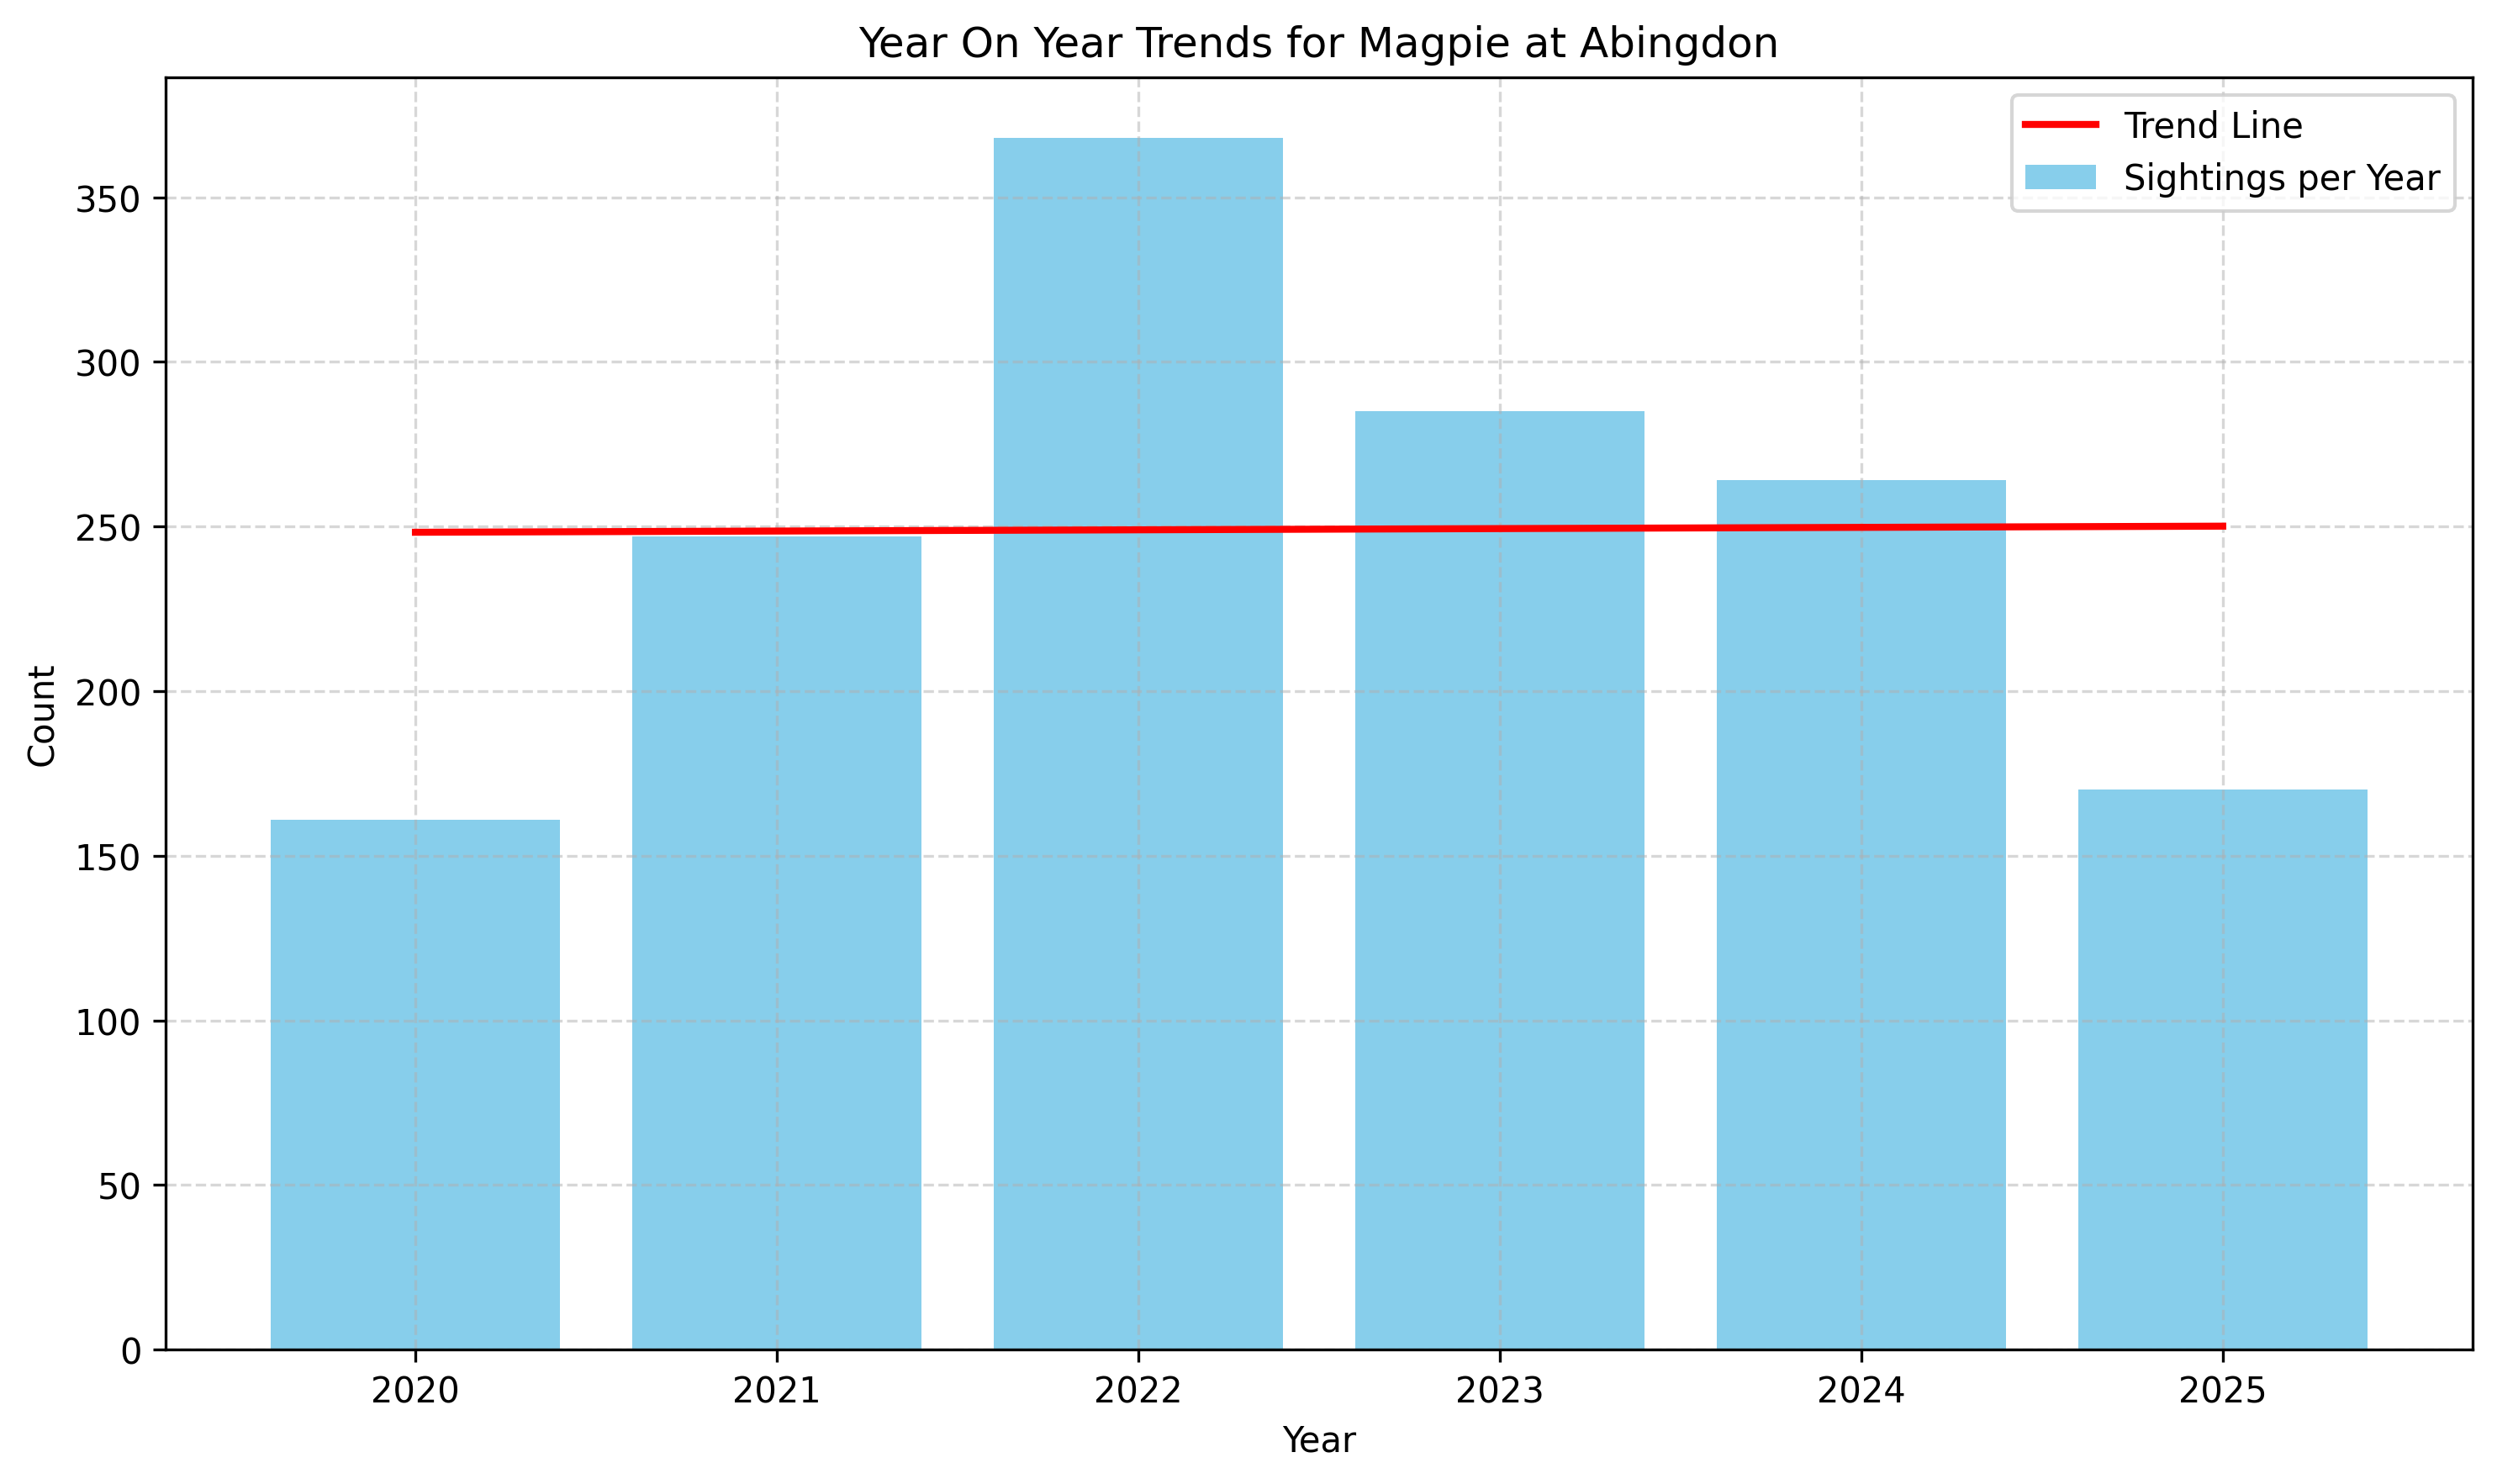 Year On Year Trends for Magpie at Abingdon
Trend Line
Sightings per Year
350
300
250
200
150
100
50
0
Count
2020 2021 2022 2023 2024 2025
Year